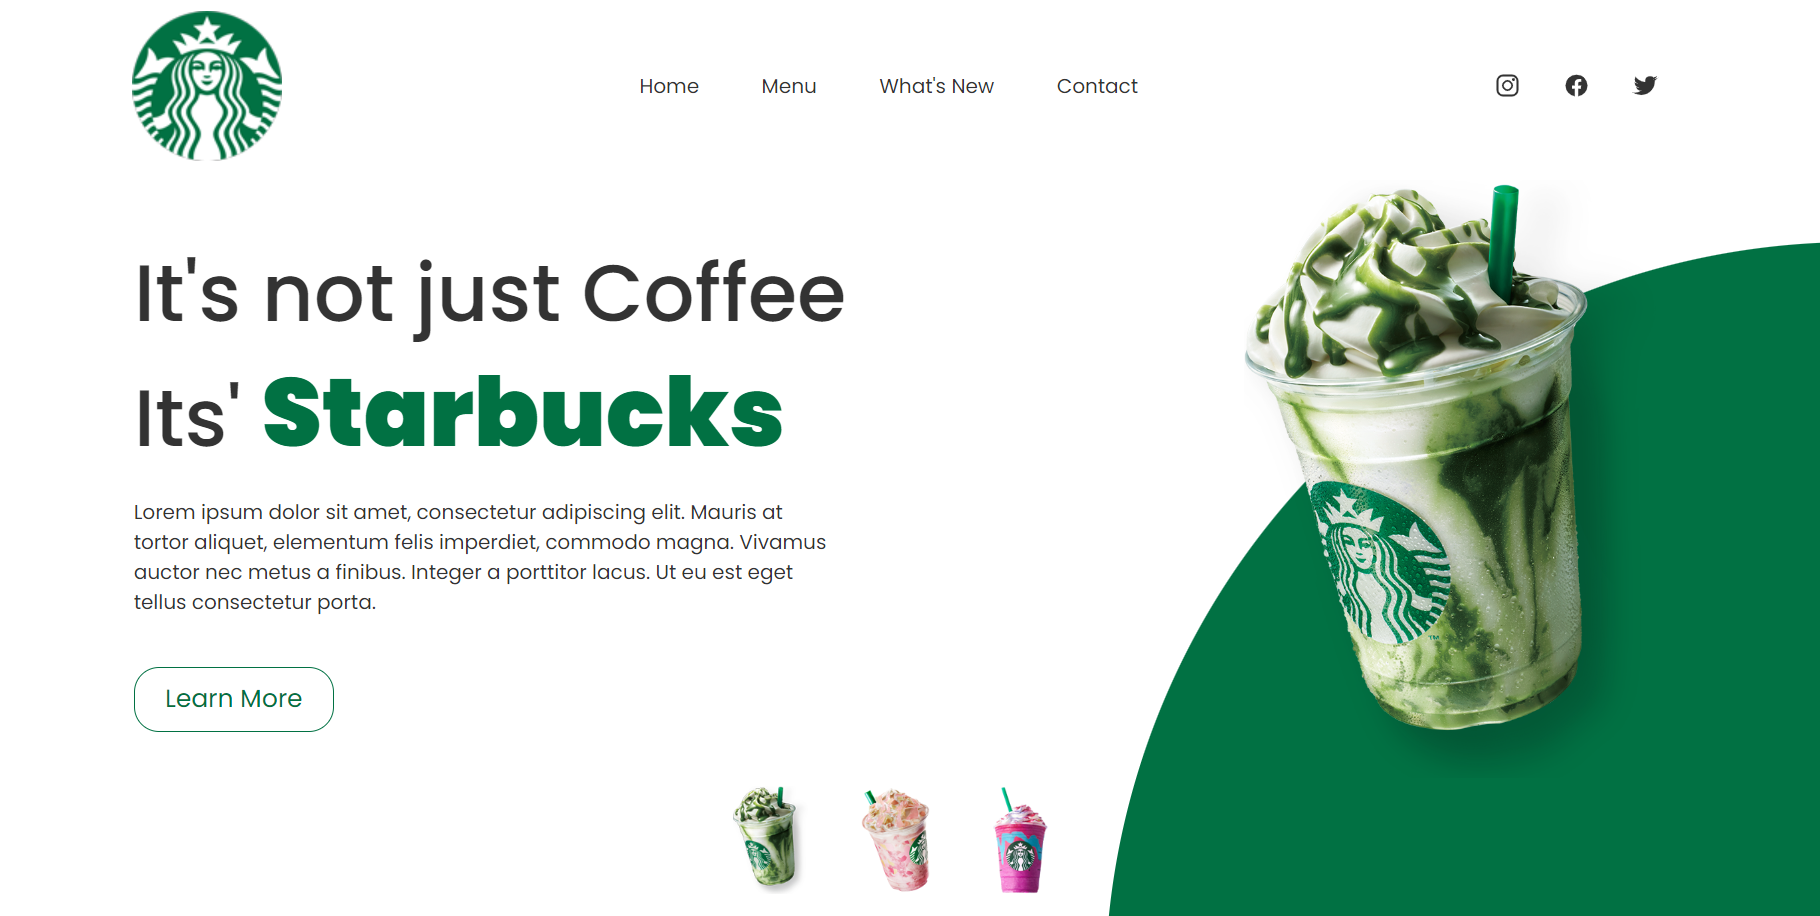 Home Menu What's New Contact
It's not just Coffee
Its' Starbucks
Lorem ipsum dolor sit amet, consectetur adipiscing elit. Mauris at
tortor aliquet, elementum felis imperdiet, commodo magna. Vivamus
auctor nec metus a finibus. Integer a porttitor lacus. Ut eu est eget
tellus consectetur porta.
Learn More
TM